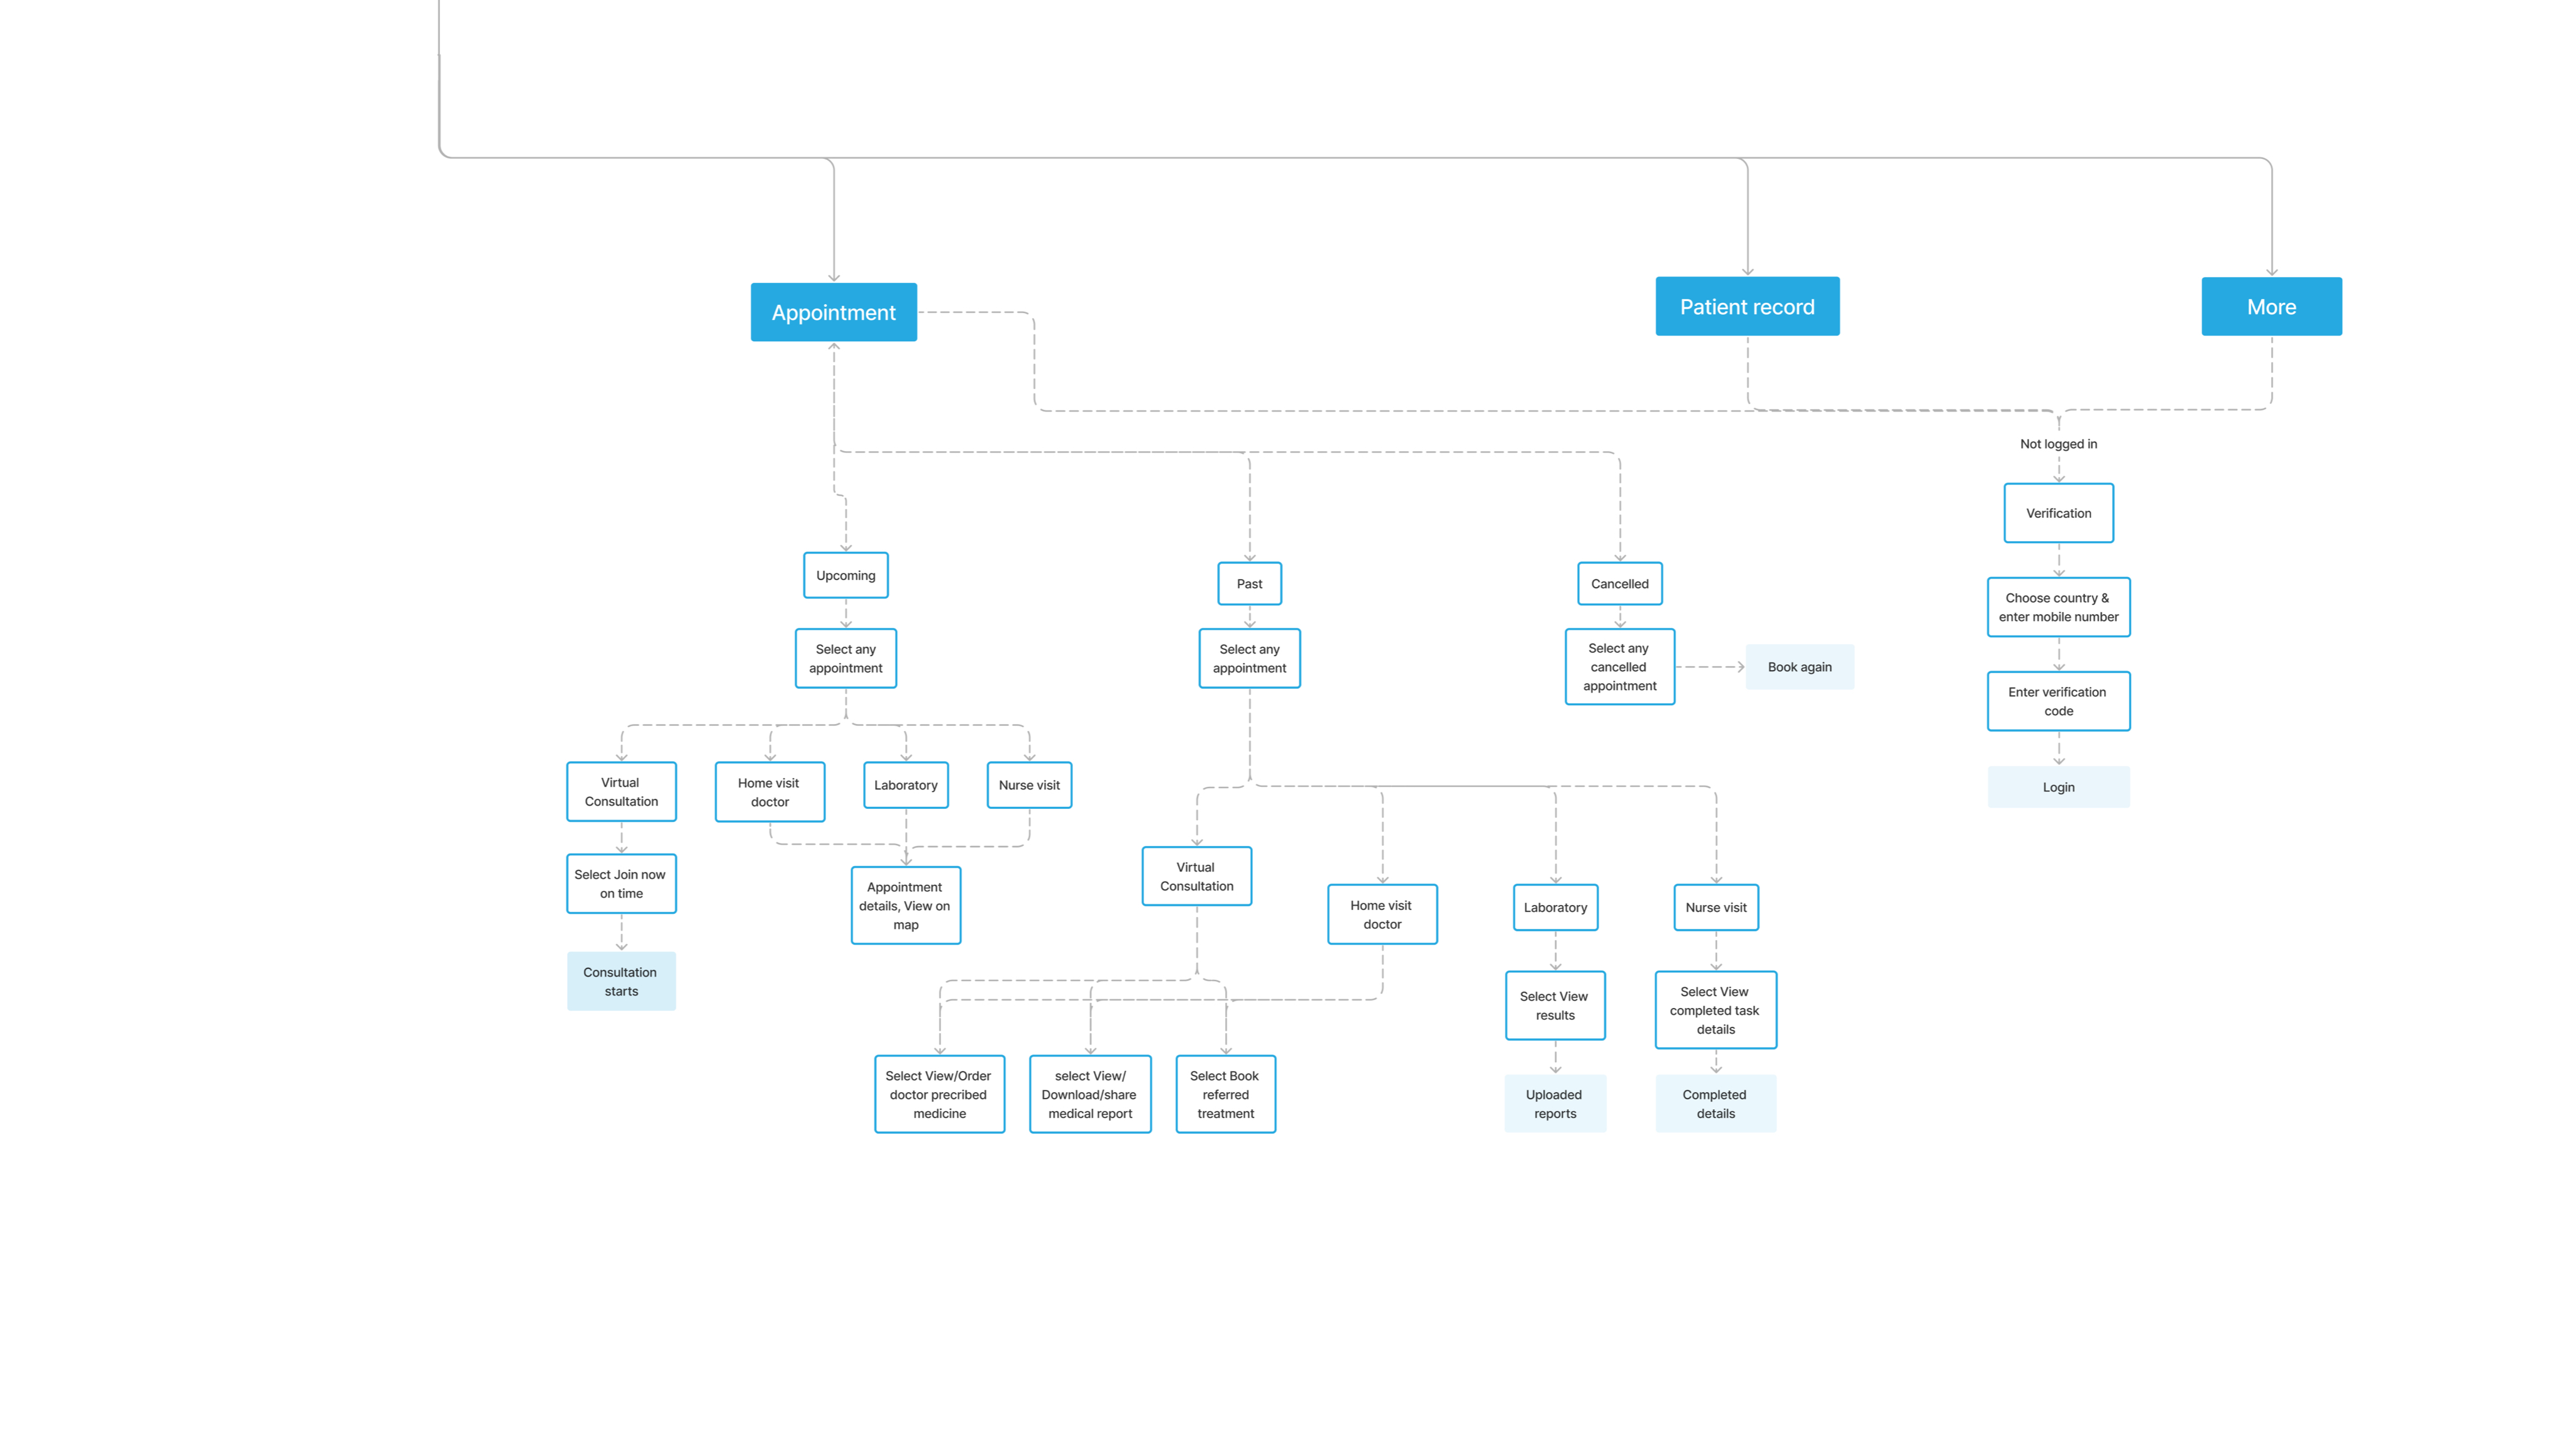 Appointment
Patient record
More
Not logged in
Verification
Choose country &
enter mobile number
Enter verification
code
Login
Upcoming
Select any
appointment
Past
Select any
appointment
Cancelled
Select any
cancelled
appointment
Book again
Virtual
Consultation
Home visit
doctor
Laboratory
Nurse visit
Select Join now
on time
Appointment
details, View on
map
Consultation
starts
Virtual
Consultation
Home visit
doctor
Laboratory
Nurse visit
Select View
results
Select View
completed task
details
Select View/Order
doctor precribed
medicine
select View/
Download/share
medical report
Select Book
referred
treatment
Uploaded
reports
Completed
details